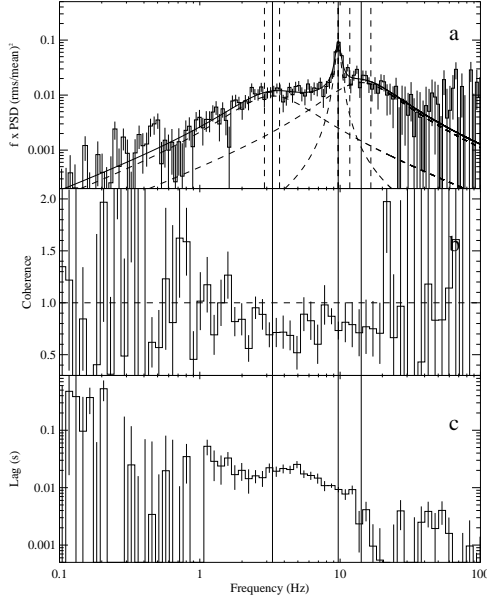 a
0.1
0.01
0.001
f x PSD (rms/mean)²
b
2.0
1.5
1.0
0.5
Coherence
c
0.1
0.01
0.001
Lag (s)
0.1 1 10 100
Frequency (Hz)